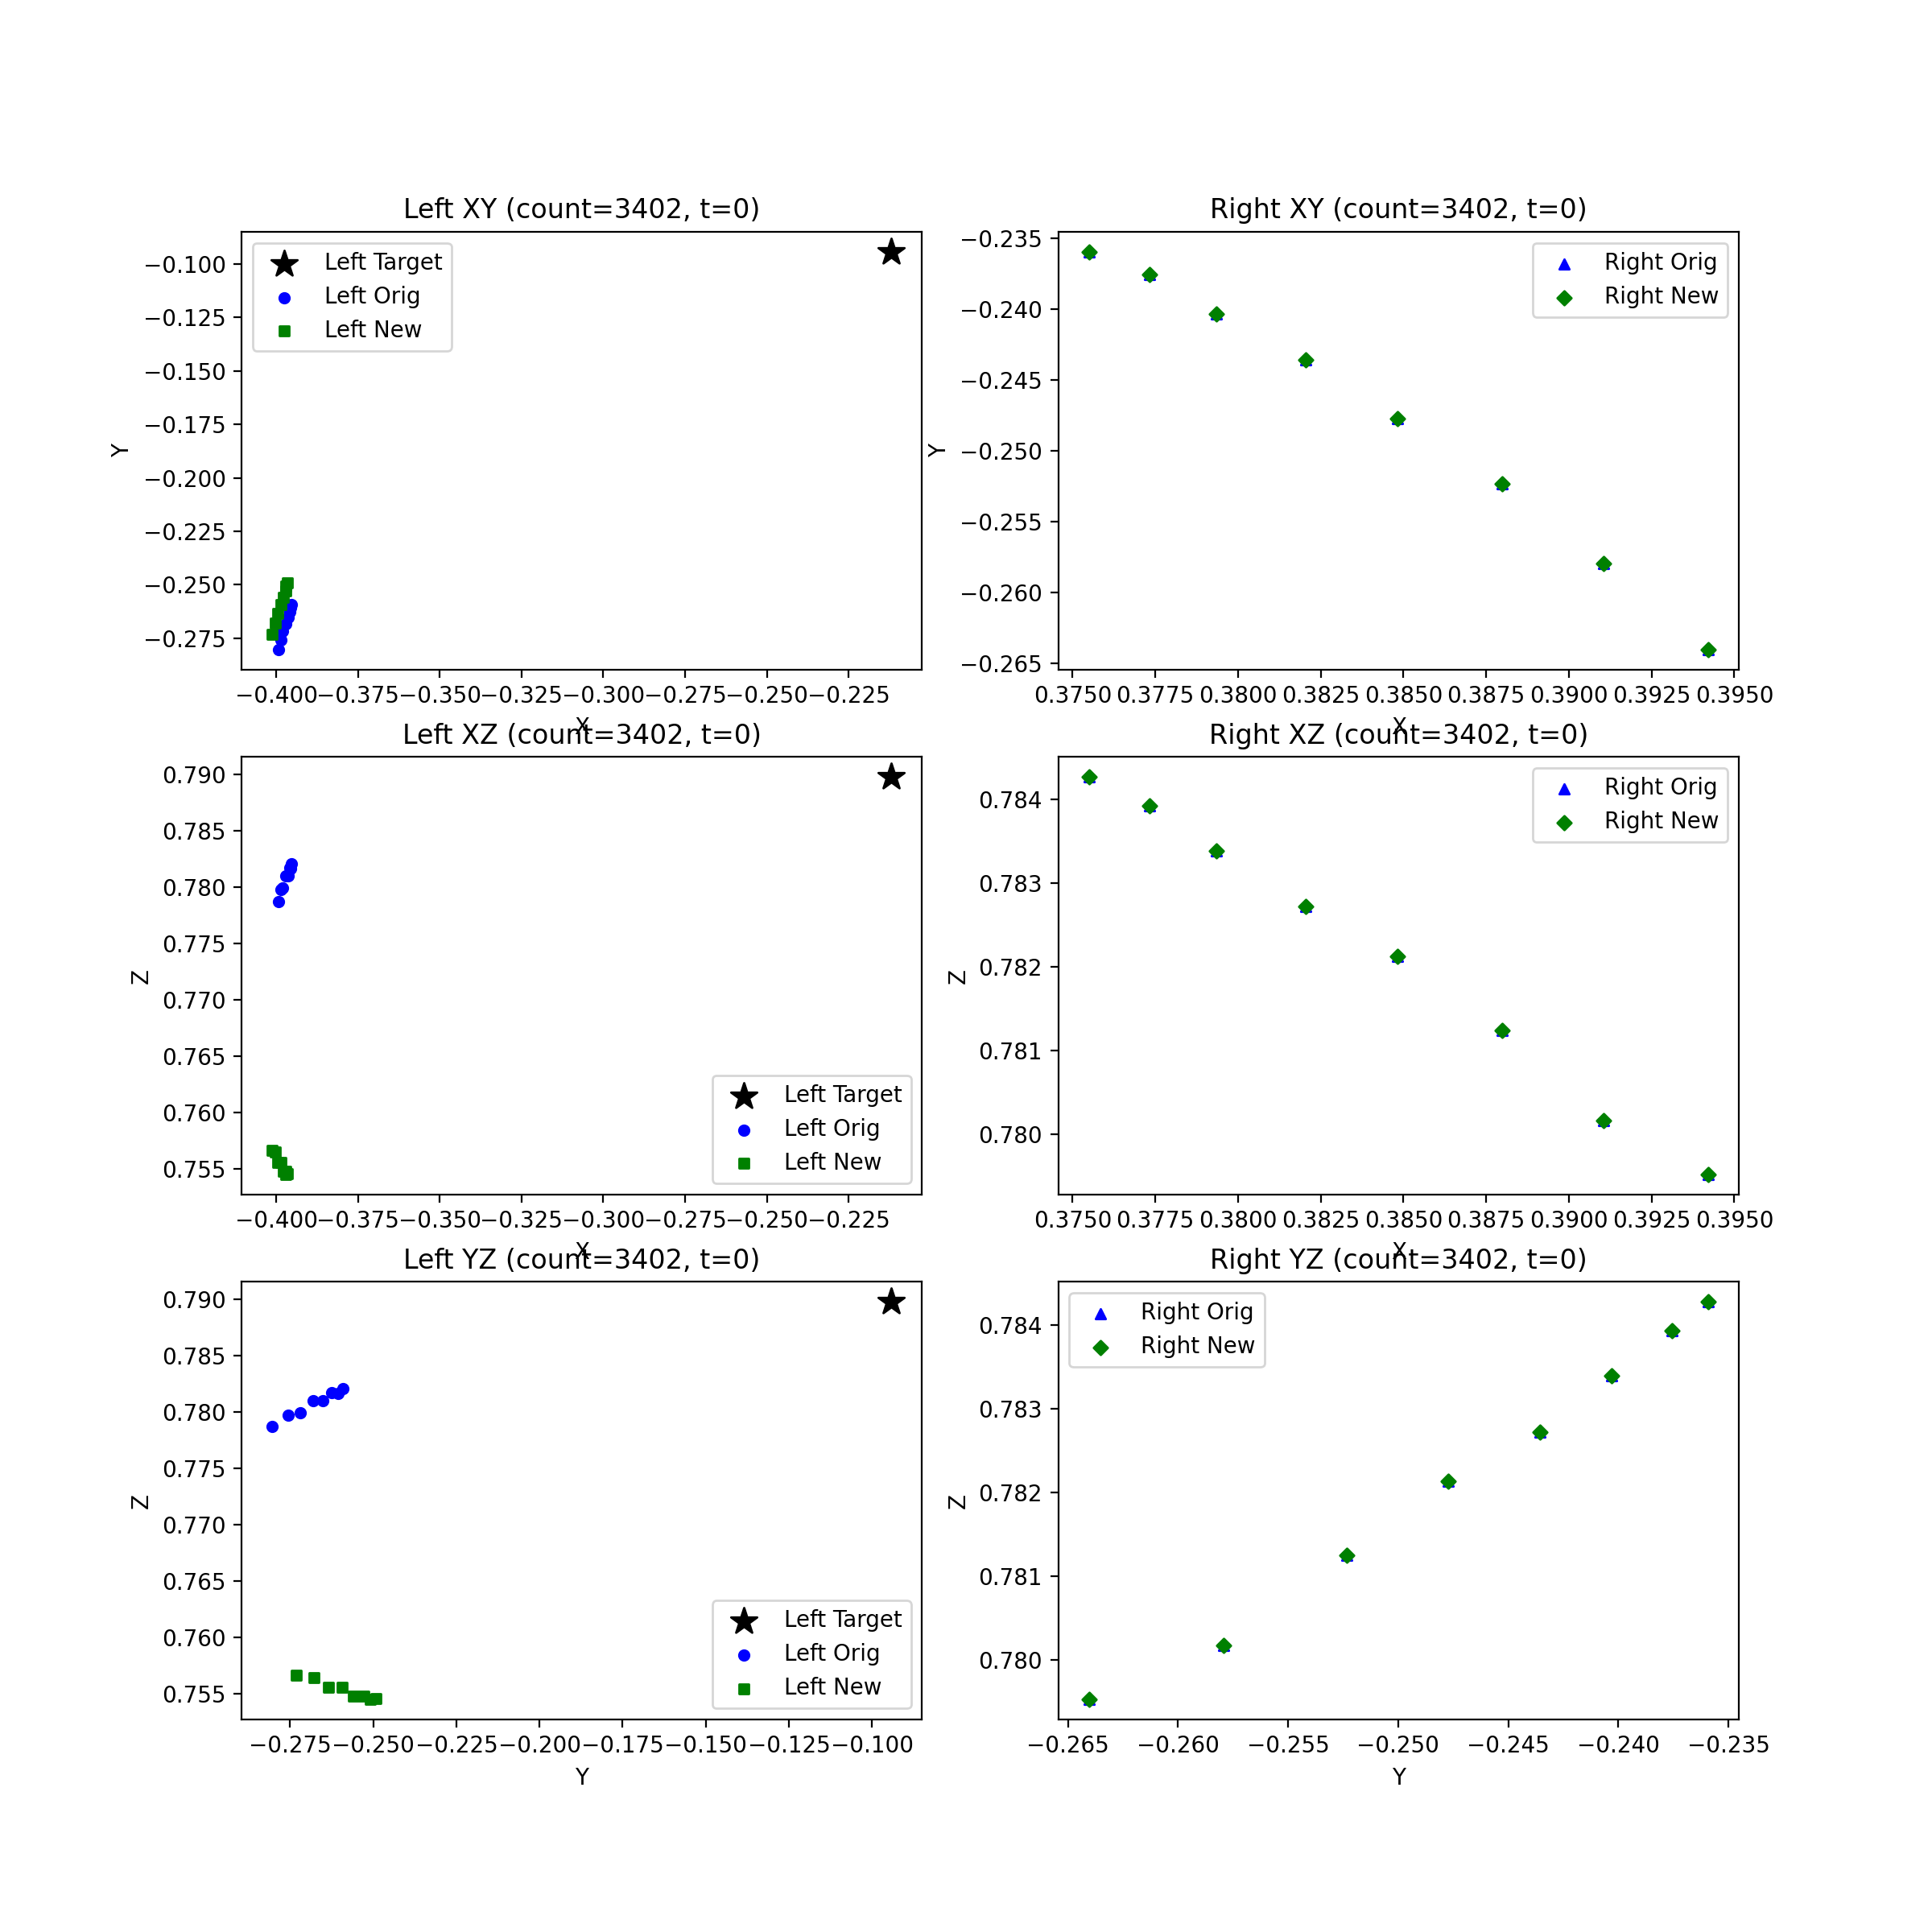 Left XY (count=3402, t=0)
Left Target
Left Orig
Left New
−0.100
−0.125
−0.150
−0.175
−0.200
−0.225
−0.250
−0.275
Y
−0.400 −0.375 −0.350 −0.325 −0.300 −0.275 −0.250 −0.225
X
Right XY (count=3402, t=0)
Right Orig
Right New
−0.235
−0.240
−0.245
−0.250
−0.255
−0.260
−0.265
Y
0.3750 0.3775 0.3800 0.3825 0.3850 0.3875 0.3900 0.3925 0.3950
X
Left XZ (count=3402, t=0)
0.790
0.785
0.780
0.775
0.770
0.765
0.760
0.755
Z
Left Target
Left Orig
Left New
−0.400 −0.375 −0.350 −0.325 −0.300 −0.275 −0.250 −0.225
X
Right XZ (count=3402, t=0)
Right Orig
Right New
0.784
0.783
0.782
0.781
0.780
Z
0.3750 0.3775 0.3800 0.3825 0.3850 0.3875 0.3900 0.3925 0.3950
X
Left YZ (count=3402, t=0)
0.790
0.785
0.780
0.775
0.770
0.765
0.760
0.755
Z
Left Target
Left Orig
Left New
−0.275 −0.250 −0.225 −0.200 −0.175 −0.150 −0.125 −0.100
Y
Right YZ (count=3402, t=0)
Right Orig
Right New
0.784
0.783
0.782
0.781
0.780
Z
−0.265 −0.260 −0.255 −0.250 −0.245 −0.240 −0.235
Y